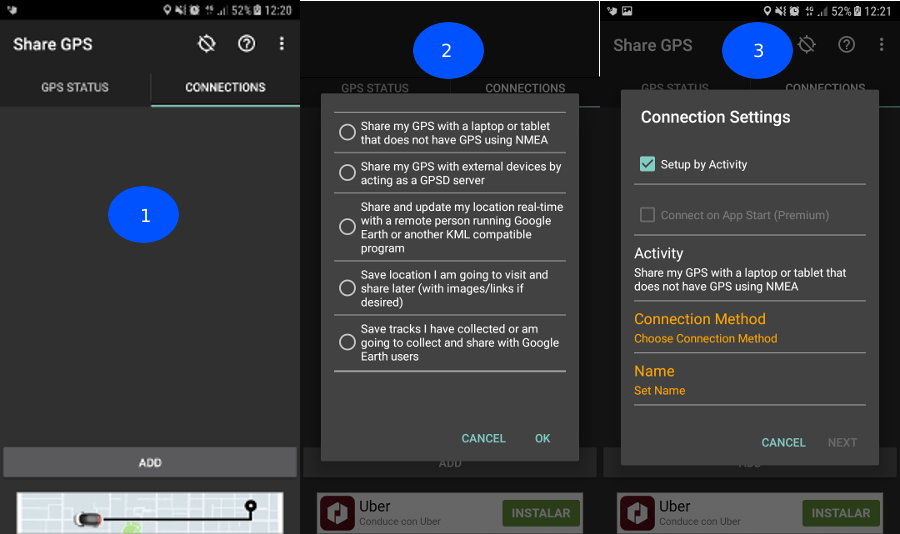 52% 12:20
Share GPS
GPS STATUS
CONNECTIONS
1
ADD
2
GPS STATUS
CONNECTIONS
Share my GPS with a laptop or tablet
that does not have GPS using NMEA
Share my GPS with external devices by
acting as a GPSD server
Share and update my location real-time
with a remote person running Google
Earth or another KML compatible
program
Save location I am going to visit and
share later (with images/links if
desired)
Save tracks I have collected or am
going to collect and share with Google
Earth users
CANCEL
OK
ADD
Uber
Conduce con Uber
INSTALAR
52% 12:21
Share GPS
3
GPS STATUS
CONNECTIONS
Connection Settings
Setup by Activity
Connect on App Start (Premium)
Activity
Share my GPS with a laptop or tablet that
does not have GPS using NMEA
Connection Method
Choose Connection Method
Name
Set Name
CANCEL
NEXT
Uber
Conduce con Uber
INSTALAR